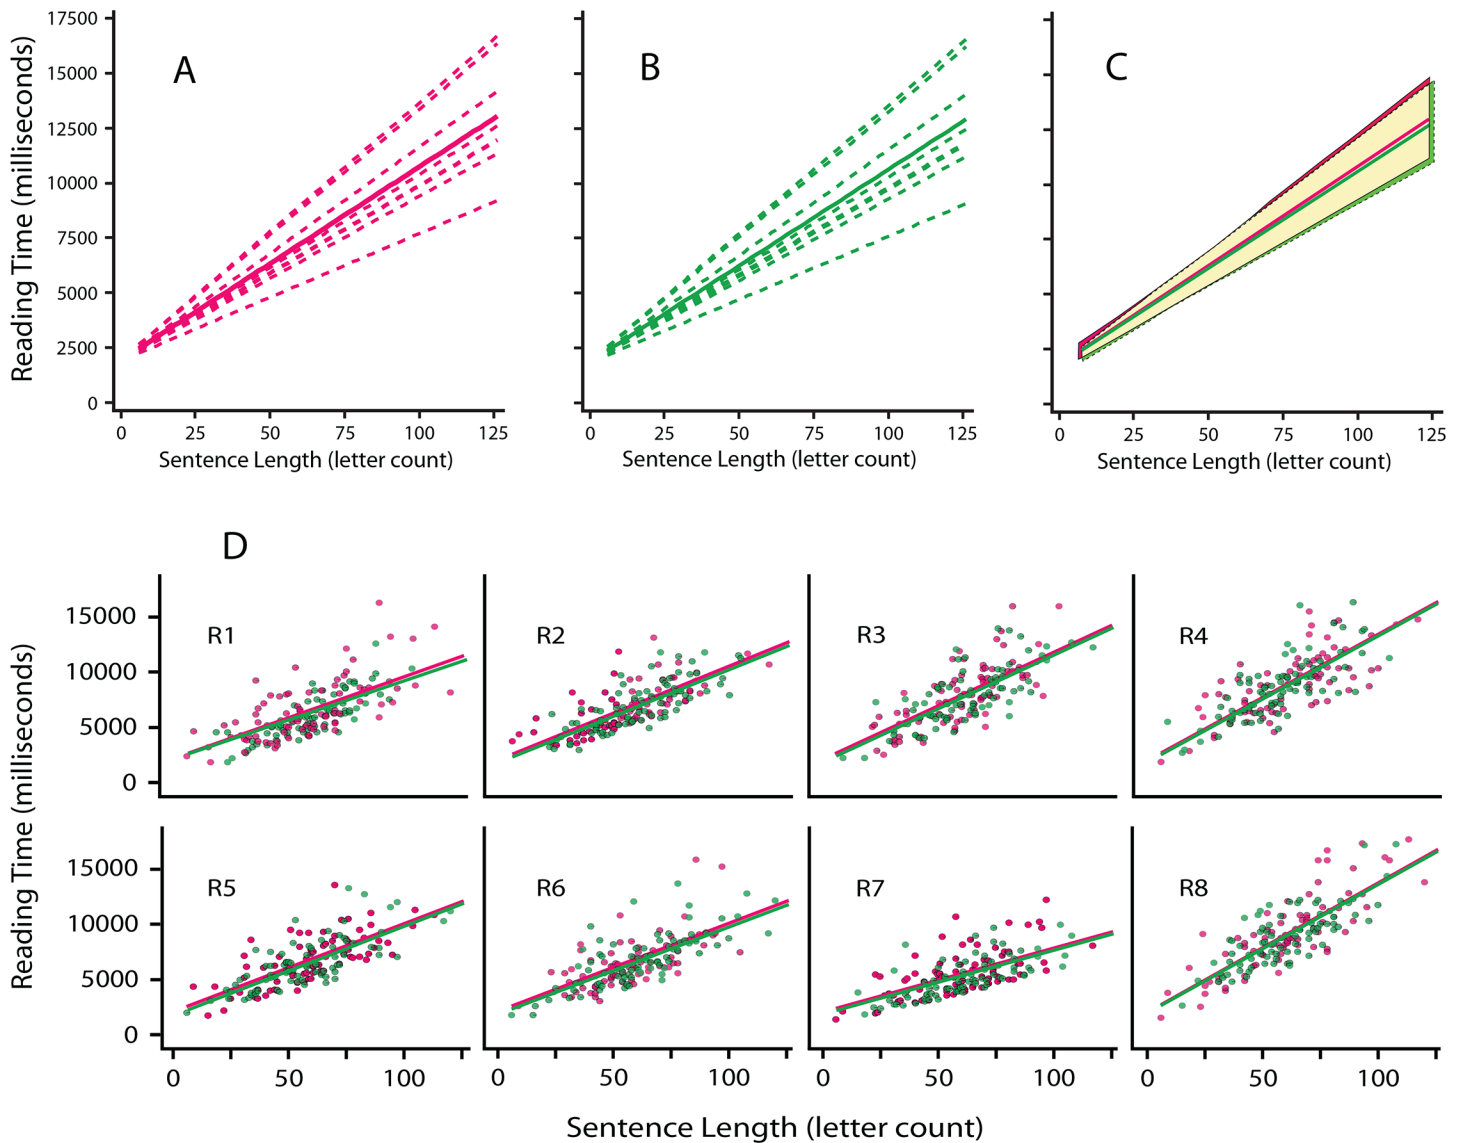 A
B
C
Reading Time (milliseconds)
17500
15000
12500
10000
7500
5000
2500
0
0 25 50 75 100 125
0 25 50 75 100 125
0 25 50 75 100 125
Sentence Length (letter count)
Sentence Length (letter count)
Sentence Length (letter count)
D
Reading Time (milliseconds)
15000
10000
5000
0
R1
R2
R3
R4
15000
10000
5000
0
R5
R6
R7
R8
0 50 100
0 50 100
0 50 100
0 50 100
Sentence Length (letter count)